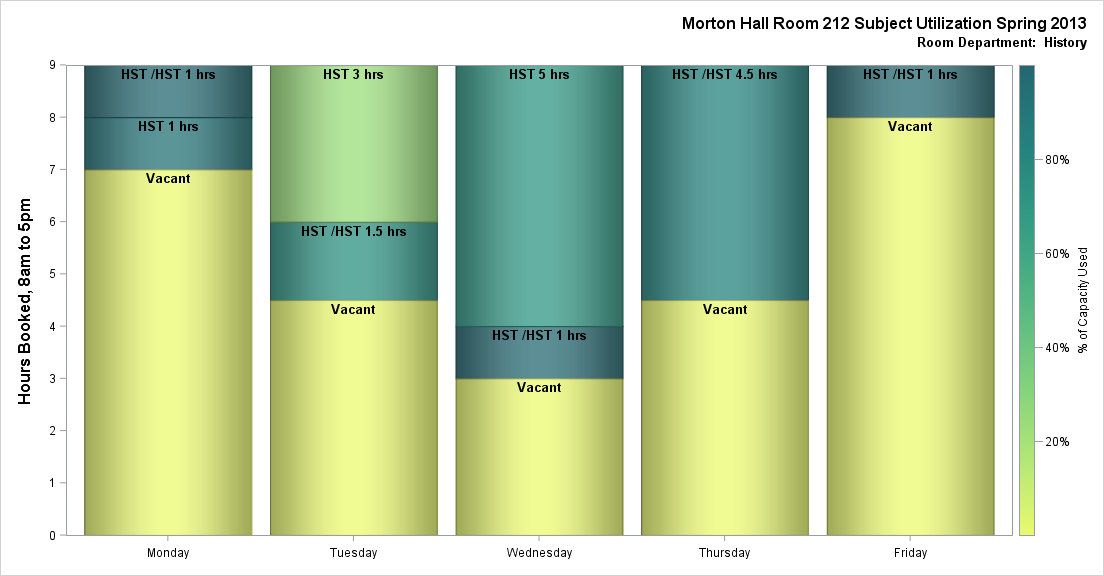 Morton Hall Room 212 Subject Utilization Spring 2013
Room Department:  History
Hours Booked, 8am to 5pm
9
8
7
6
5
4
3
2
1
0
HST /HST 1 hrs
HST 1 hrs
Vacant
HST 3 hrs
HST /HST 1.5 hrs
Vacant
HST 5 hrs
HST /HST 1 hrs
Vacant
HST /HST 4.5 hrs
Vacant
HST /HST 1 hrs
Vacant
Monday
Tuesday
Wednesday
Thursday
Friday
80%
60%
40%
20%
% of Capacity Used